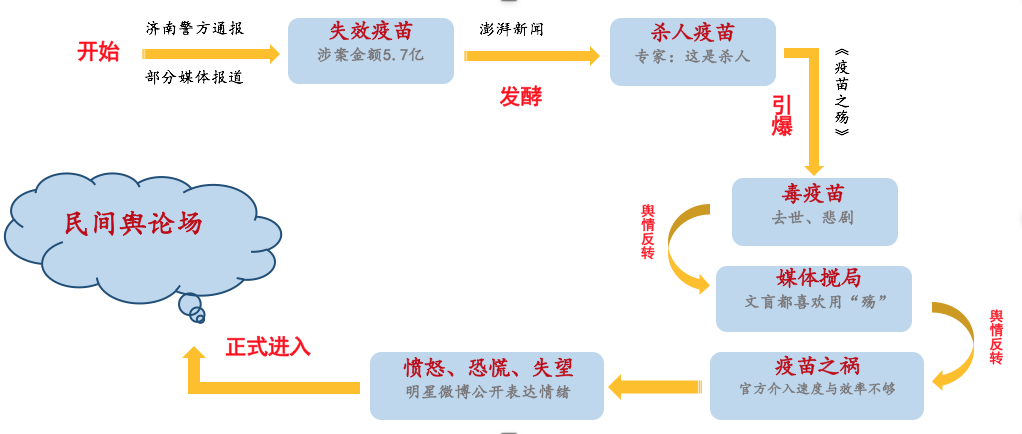 济南警方通报
开始
部分媒体报道
失效疫苗
涉案金额5.7亿
澎湃新闻
发酵
杀人疫苗
专家：这是杀人
引爆
《疫苗之殇》
毒疫苗
去世、悲剧
舆情反转
媒体搅局
文盲都喜欢用“殇”
舆情反转
疫苗之祸
官方介入速度与效率不够
愤怒、恐慌、失望
明星微博公开表达情绪
正式进入
民间舆论场